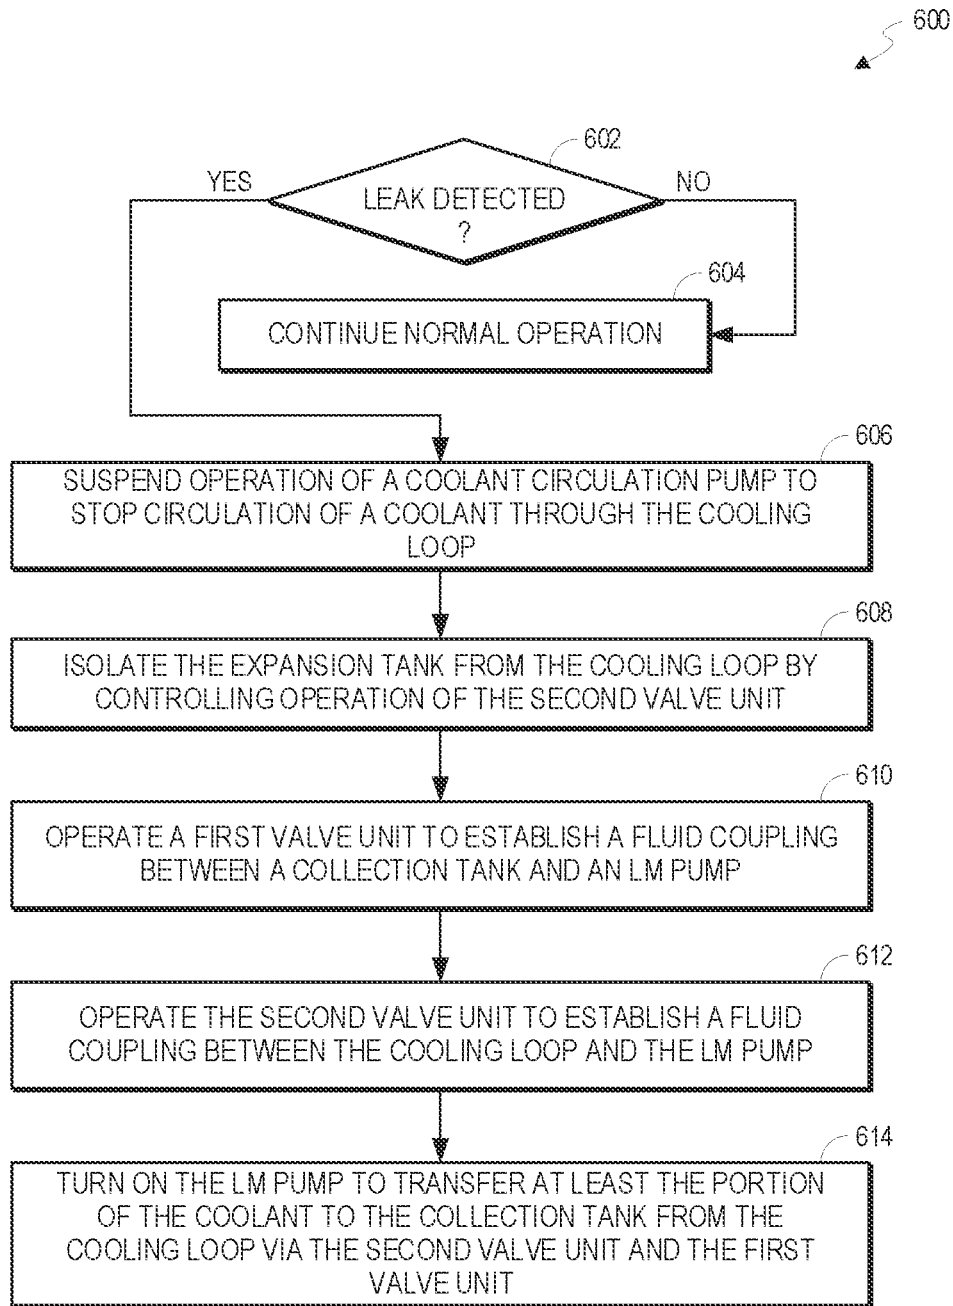 600
602
YES
NO
LEAK DETECTED
?
604
CONTINUE NORMAL OPERATION
606
SUSPEND OPERATION OF A COOLANT CIRCULATION PUMP TO
STOP CIRCULATION OF A COOLANT THROUGH THE COOLING
LOOP
608
ISOLATE THE EXPANSION TANK FROM THE COOLING LOOP BY
CONTROLLING OPERATION OF THE SECOND VALVE UNIT
610
OPERATE A FIRST VALVE UNIT TO ESTABLISH A FLUID COUPLING
BETWEEN A COLLECTION TANK AND AN LM PUMP
612
OPERATE THE SECOND VALVE UNIT TO ESTABLISH A FLUID
COUPLING BETWEEN THE COOLING LOOP AND THE LM PUMP
614
TURN ON THE LM PUMP TO TRANSFER AT LEAST THE PORTION
OF THE COOLANT TO THE COLLECTION TANK FROM THE
COOLING LOOP VIA THE SECOND VALVE UNIT AND THE FIRST
VALVE UNIT